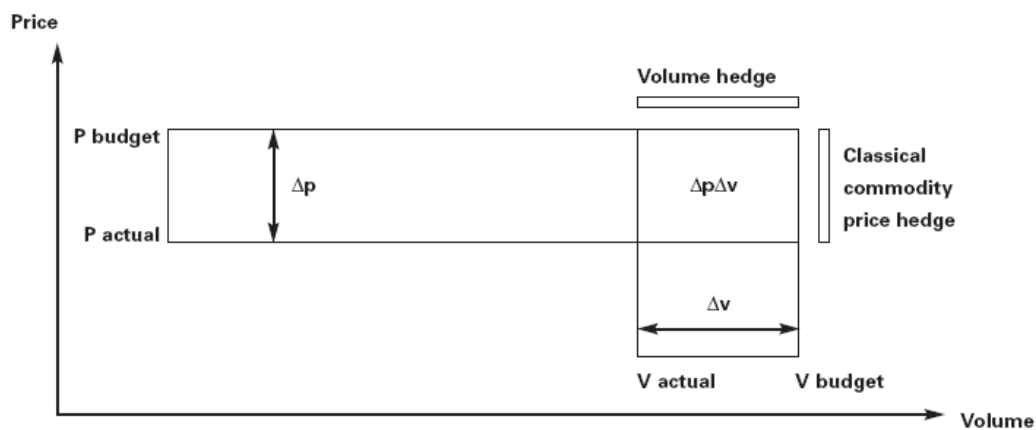 Price
Volume hedge
P budget
Δp
ΔpΔv
Classical
commodity
price hedge
P actual
Δv
V actual
V budget
Volume